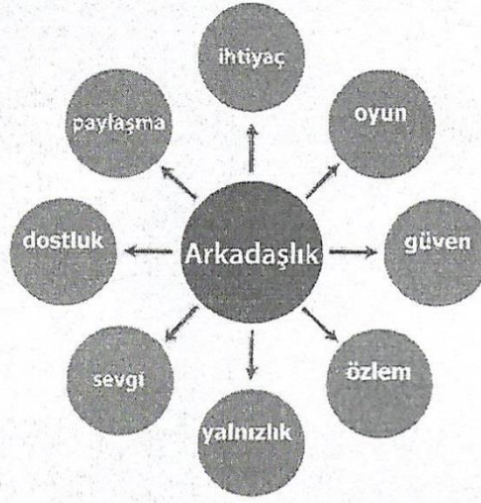 ihtiyaç
oyun
paylaşma
güven
dostluk
Arkadaşlık
özlem
sevgi
yalnızlık